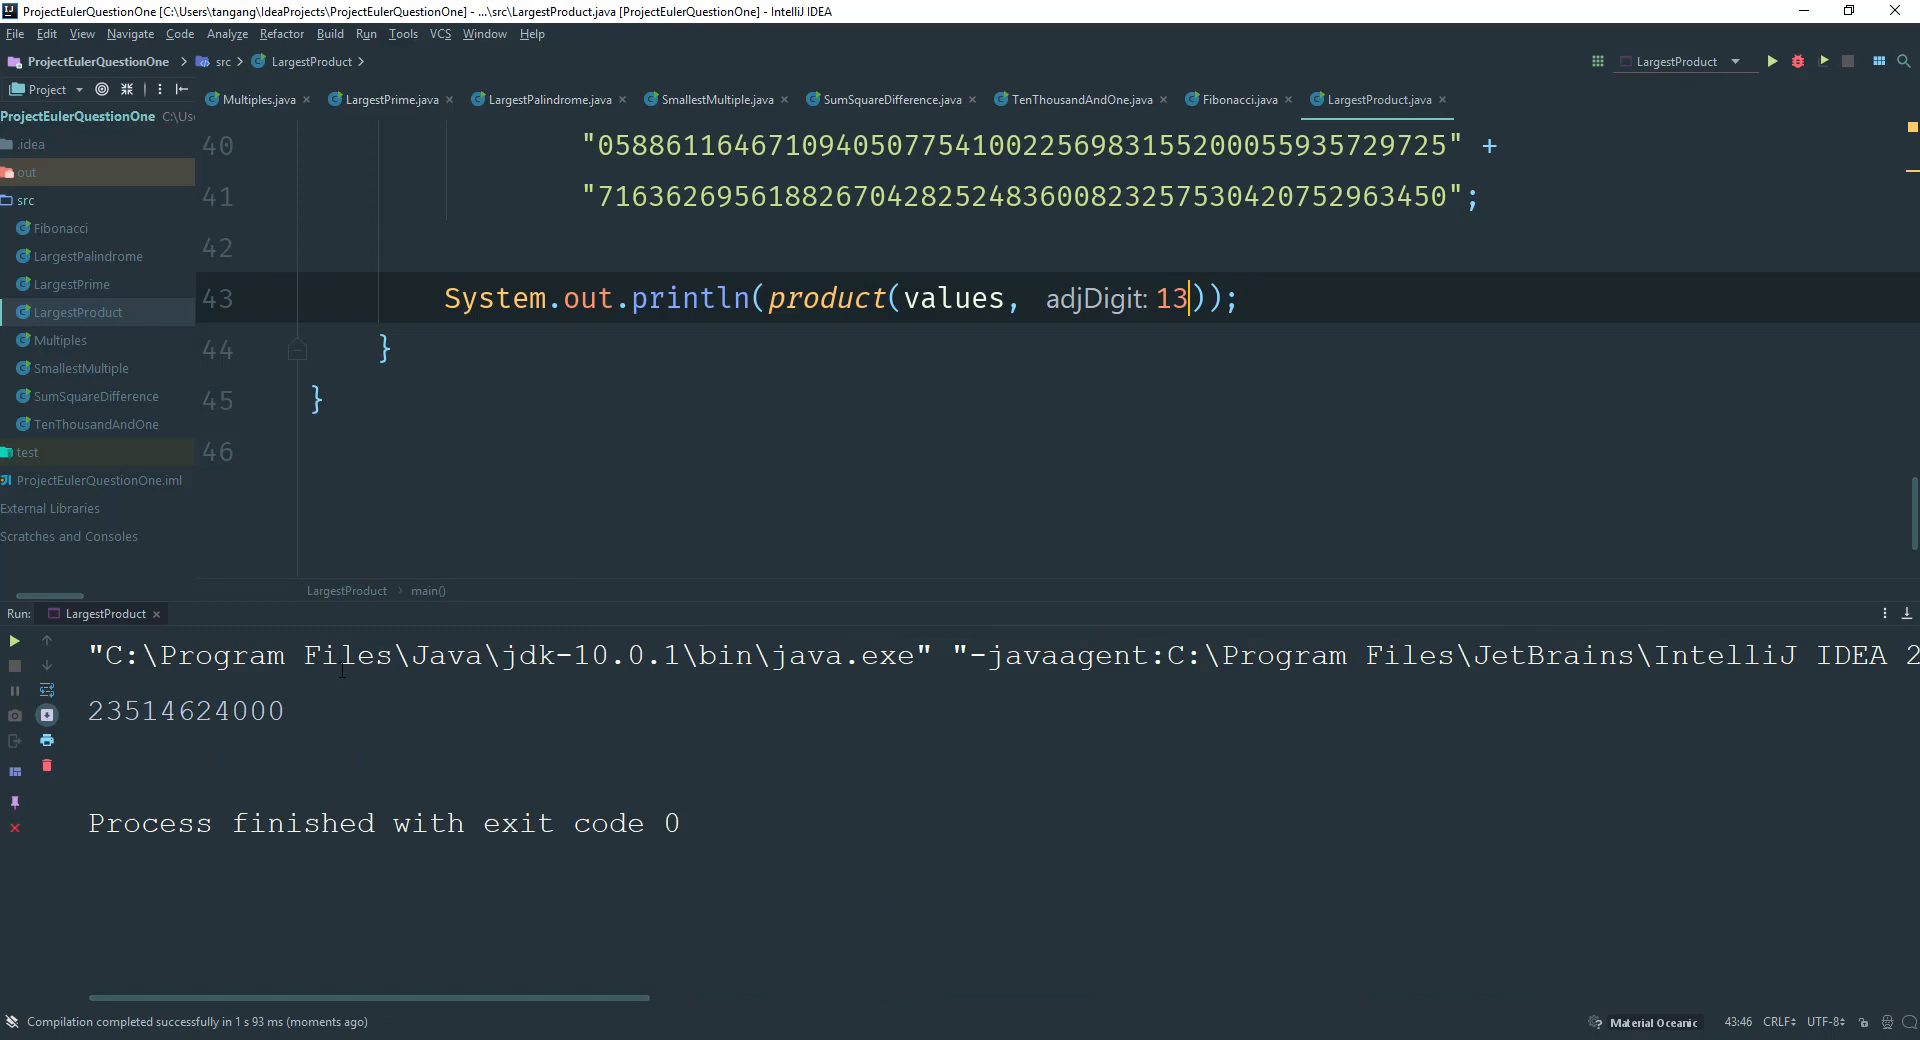 ProjectEulerQuestionOne [C:\Users\tangang\IdeaProjects\ProjectEulerQuestionOne] - ...\src\LargestProduct.java [ProjectEulerQuestionOne] - IntelliJ IDEA
File Edit View Navigate Code Analyze Refactor Build Run Tools VCS Window Help
ProjectEulerQuestionOne > src > LargestProduct > LargestProduct
Project
Multiples.java LargestPrime.java LargestPalindrome.java SmallestMultiple.java SumSquareDifference.java TenThousandAndOne.java Fibonacci.java LargestProduct.java
ProjectEulerQuestionOne C:\Use
.idea
out
src
Fibonacci
LargestPalindrome
LargestPrime
LargestProduct
Multiples
SmallestMultiple
SumSquareDifference
TenThousandAndOne
test
ProjectEulerQuestionOne.iml
External Libraries
Scratches and Consoles
40 "05886116467109405077541002256983155200055935729725" +
41 "71636269561882670428252483600823257530420752963450";
42
43 System.out.println(product(values, adjDigit: 13));
44 }
45 }
46
LargestProduct > main()
Run: LargestProduct
"C:\Program Files\Java\jdk-10.0.1\bin\java.exe" "-javaagent:C:\Program Files\JetBrains\IntelliJ IDEA 2
23514624000
Process finished with exit code 0
Compilation completed successfully in 1 s 93 ms (moments ago)
Material Oceanic 43:46 CRLF UTF-8